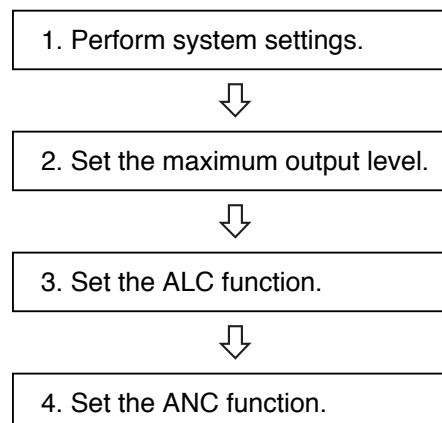 1. Perform system settings.
2. Set the maximum output level.
3. Set the ALC function.
4. Set the ANC function.